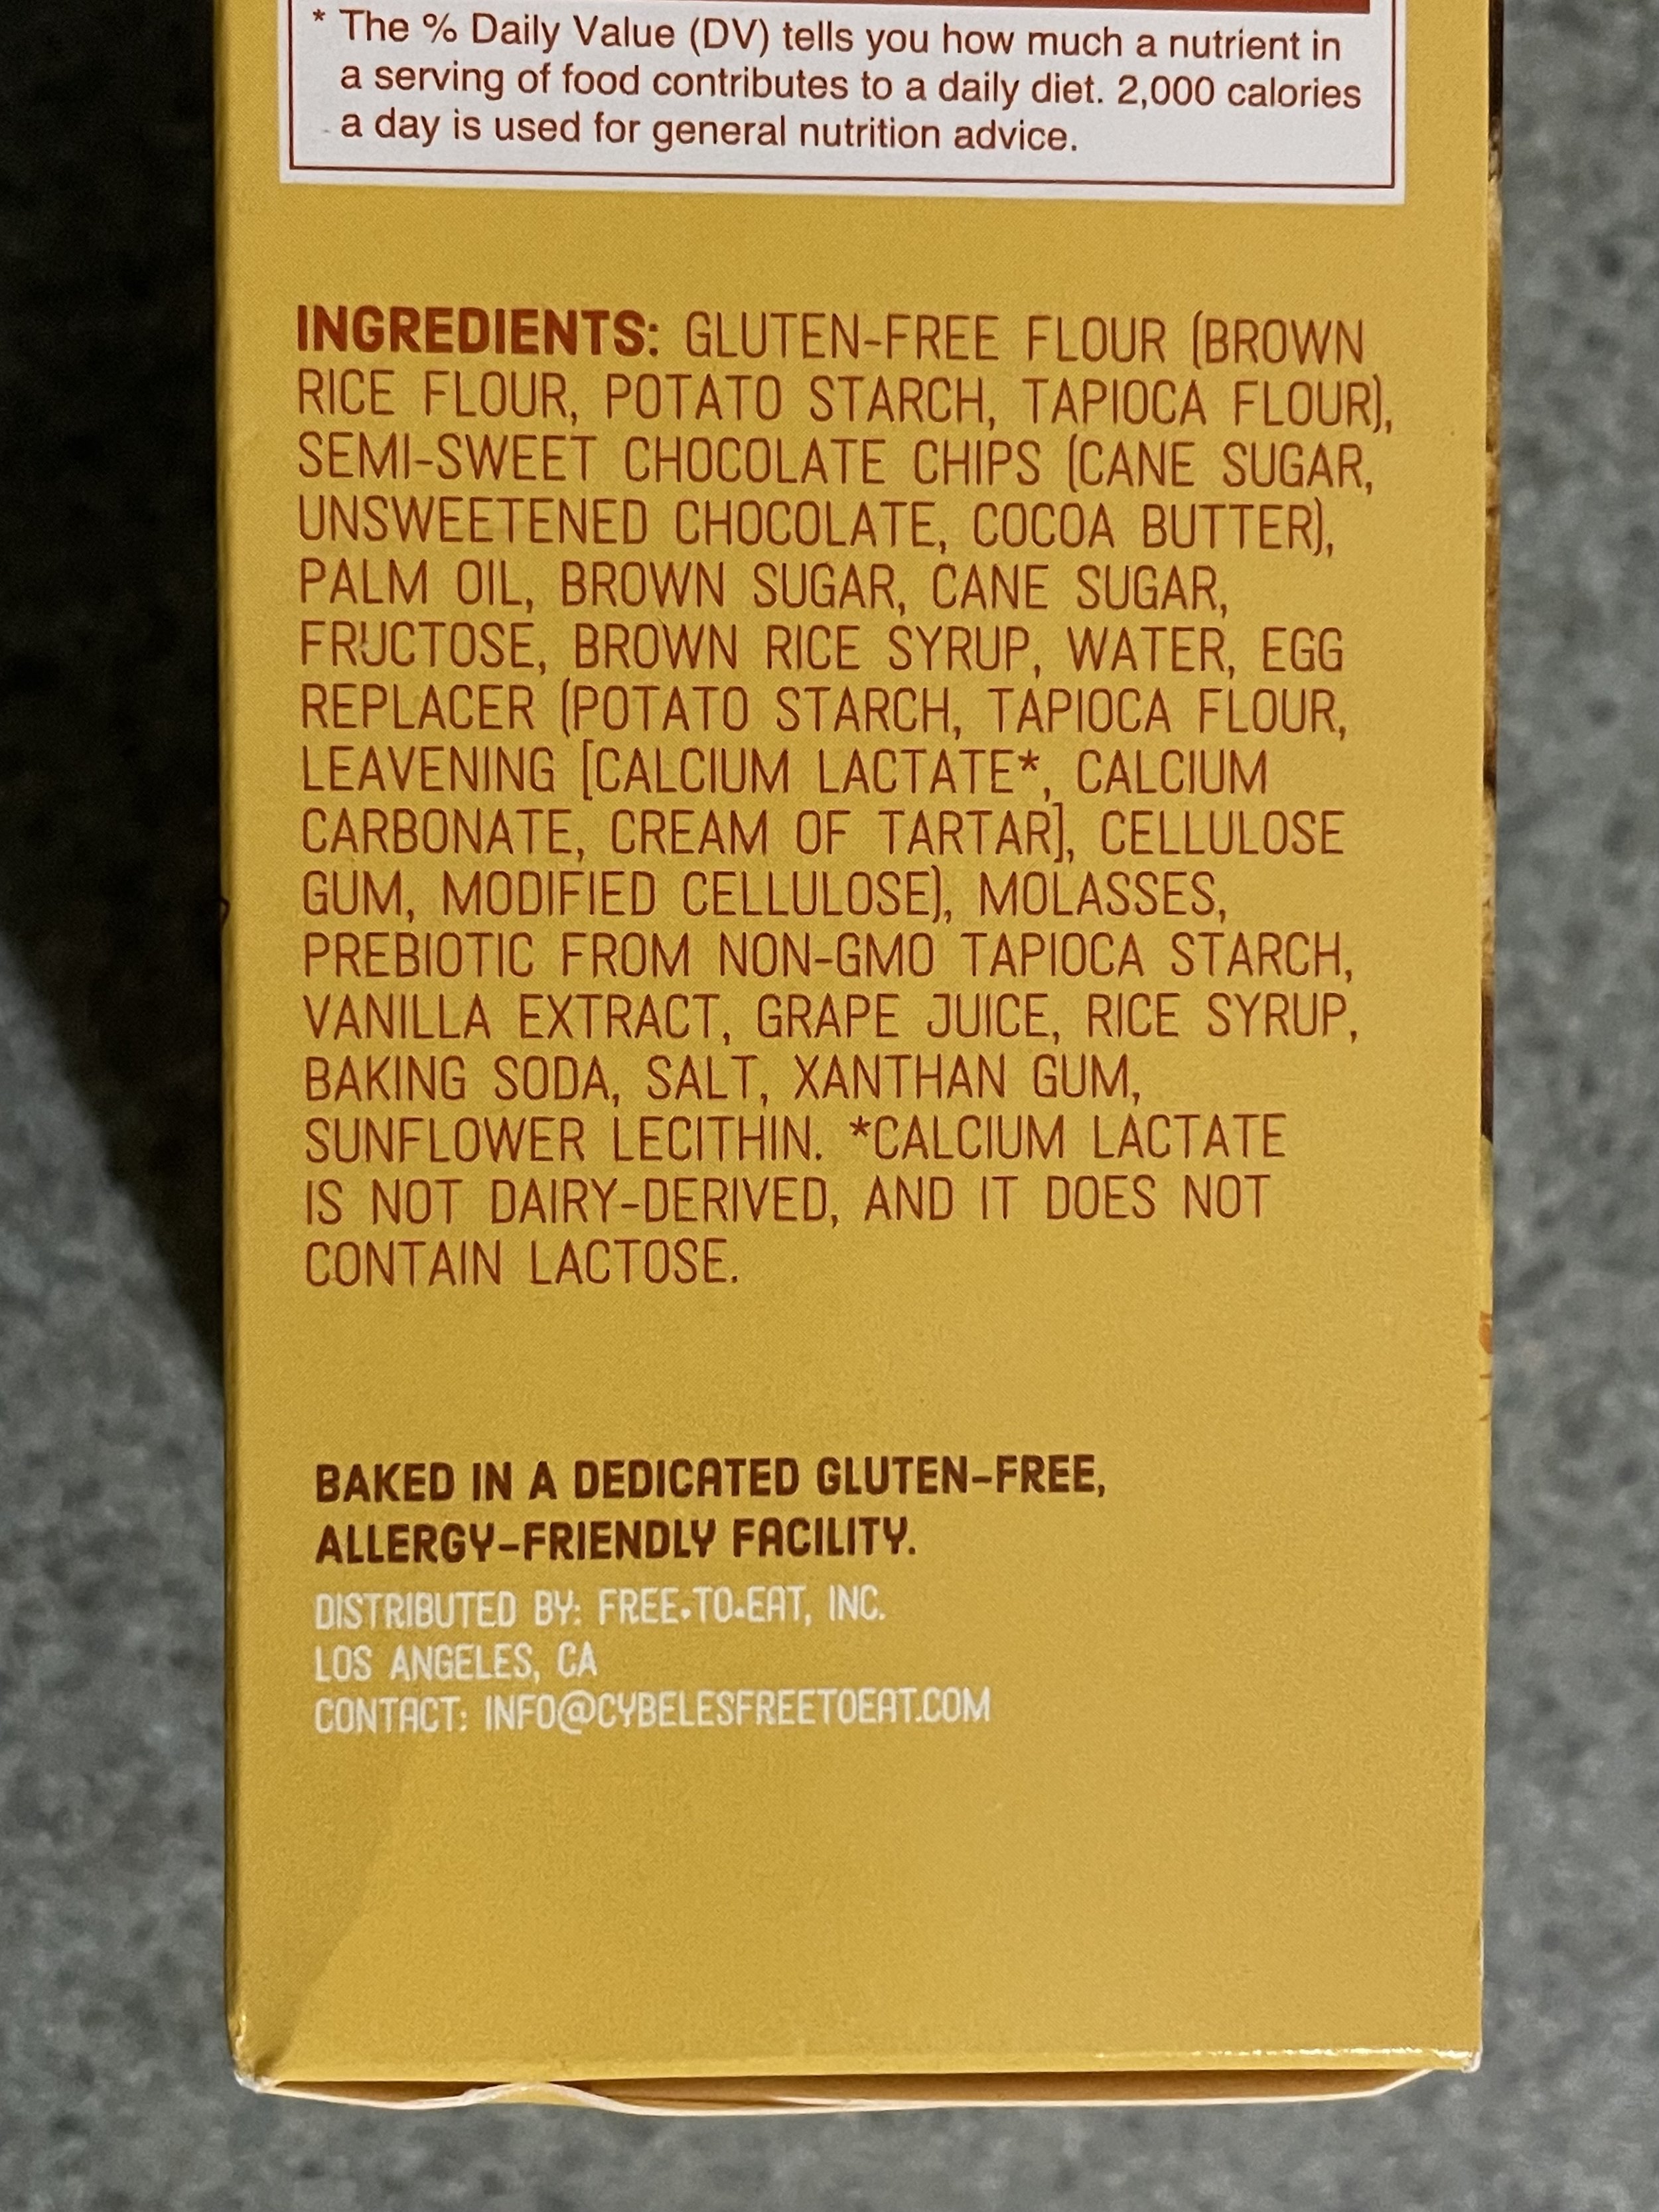 * The % Daily Value (DV) tells you how much a nutrient in
a serving of food contributes to a daily diet. 2,000 calories
a day is used for general nutrition advice.
INGREDIENTS: GLUTEN-FREE FLOUR (BROWN
RICE FLOUR, POTATO STARCH, TAPIOCA FLOUR),
SEMI-SWEET CHOCOLATE CHIPS (CANE SUGAR,
UNSWEETENED CHOCOLATE, COCOA BUTTER),
PALM OIL, BROWN SUGAR, CANE SUGAR,
FRUCTOSE, BROWN RICE SYRUP, WATER, EGG
REPLACER (POTATO STARCH, TAPIOCA FLOUR,
LEAVENING [CALCIUM LACTATE*, CALCIUM
CARBONATE, CREAM OF TARTAR], CELLULOSE
GUM, MODIFIED CELLULOSE), MOLASSES,
PREBIOTIC FROM NON-GMO TAPIOCA STARCH,
VANILLA EXTRACT, GRAPE JUICE, RICE SYRUP,
BAKING SODA, SALT, XANTHAN GUM,
SUNFLOWER LECITHIN. *CALCIUM LACTATE
IS NOT DAIRY-DERIVED, AND IT DOES NOT
CONTAIN LACTOSE.
BAKED IN A DEDICATED GLUTEN-FREE,
ALLERGY-FRIENDLY FACILITY.
DISTRIBUTED BY: FREE•TO•EAT, INC.
LOS ANGELES, CA
CONTACT: INFO@CYBELESFREETOEAT.COM